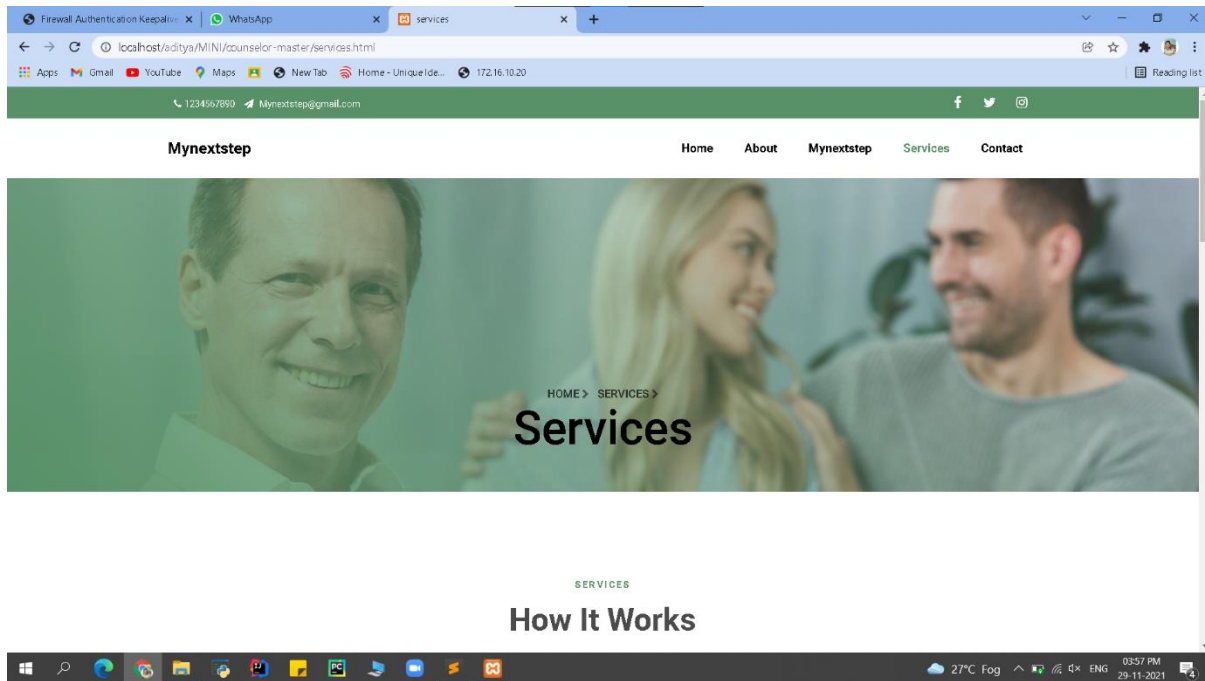 Firewall Authentication Keepalive
WhatsApp
services
localhost/aditya/MINI/counselor-master/services.html
Apps Gmail YouTube Maps New Tab Home - Unique Ide... 172.16.10.20 Reading list
1234567890 Mynextstep@gmail.com
Mynextstep Home About Mynextstep Services Contact
HOME > SERVICES >
Services
SERVICES
How It Works
27°C Fog ENG 03:57 PM
29-11-2021
4